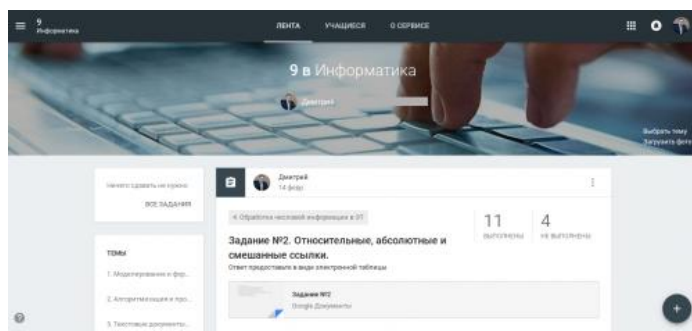 9
Информатика
ЛЕНТА
УЧАЩИЕСЯ
О СЕРВИСЕ
9 в Информатика
Дмитрий
Выбрать тему
Загрузить фото
Ничего сдавать не нужно
ВСЕ ЗАДАНИЯ
Дмитрий
14 февр.
Обработка числовой информации в ЭТ
11
ВЫПОЛНЕНЫ
4
НЕ ВЫПОЛНЕНЫ
Задание №2. Относительные, абсолютные и
смешанные ссылки.
Ответ предоставьте в виде электронной таблицы
Задание №2
Google Документы
ТЕМЫ
1. Моделирование и фор...
2. Алгоритмизация и про...
3. Текстовые документы...